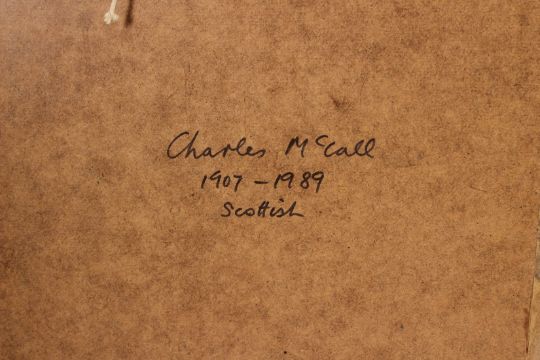 Charles McCall
1907 - 1989
Scottish